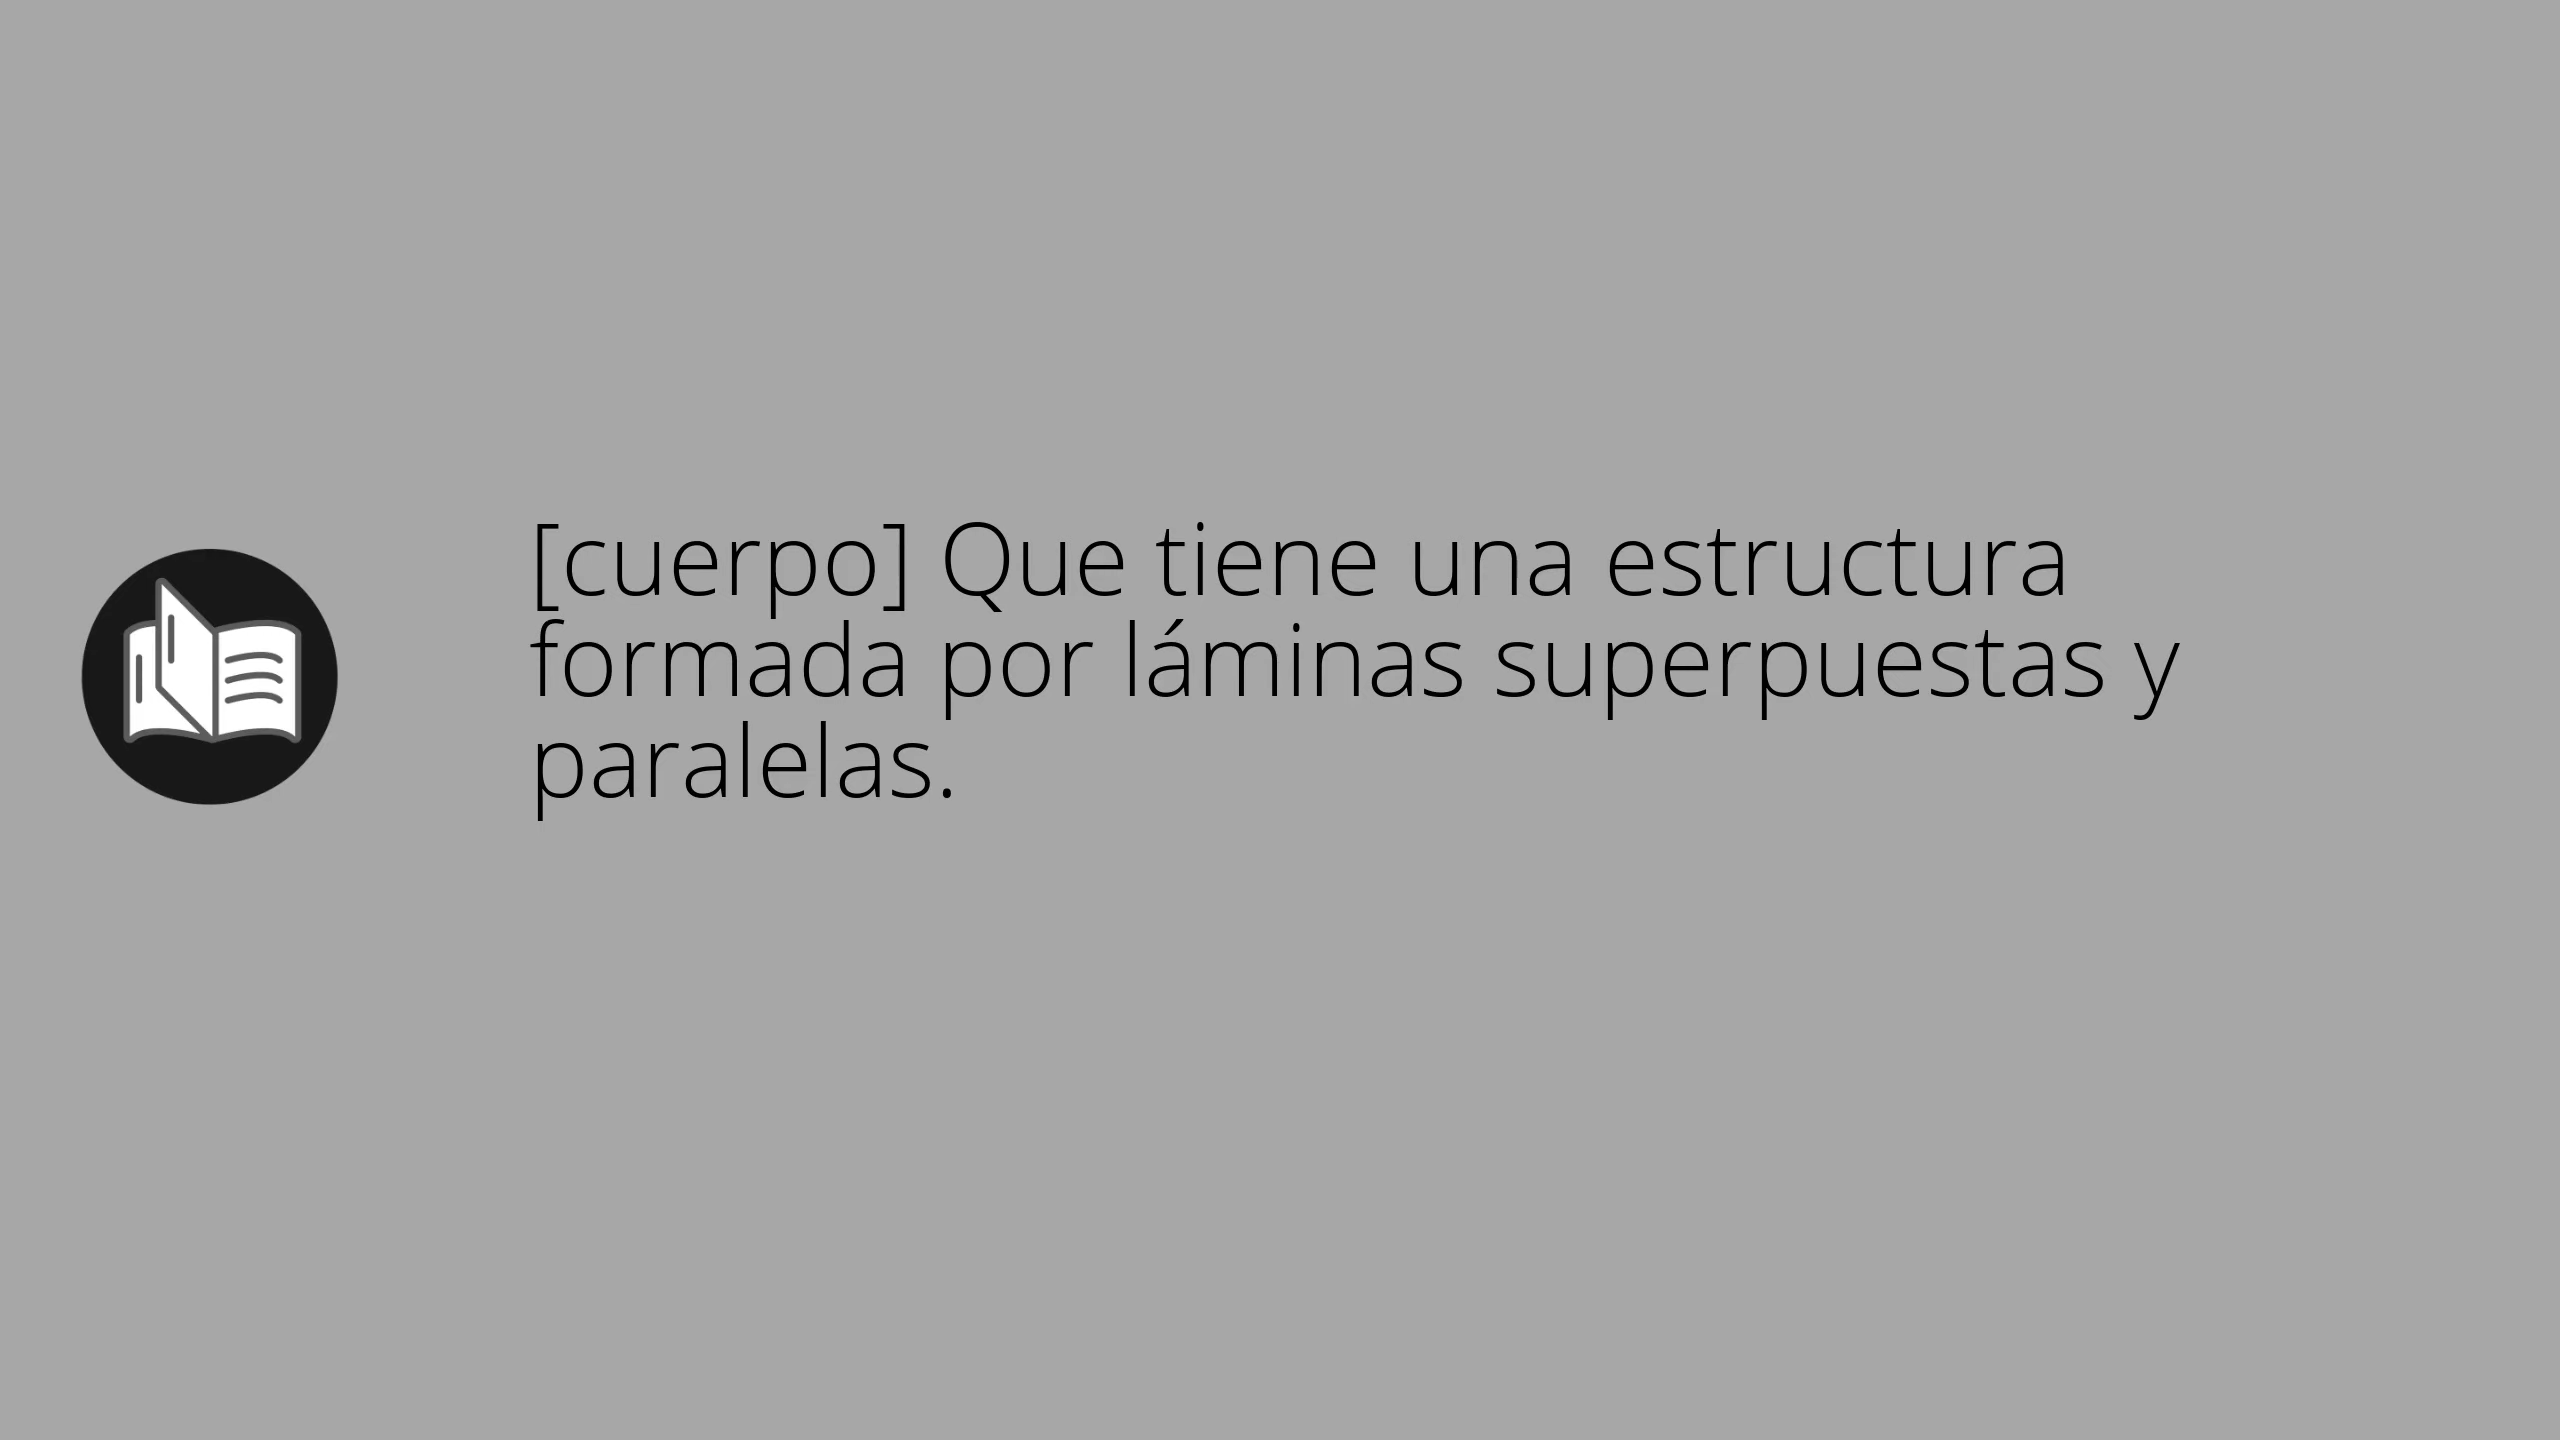 [cuerpo] Que tiene una estructura
formada por láminas superpuestas y
paralelas.